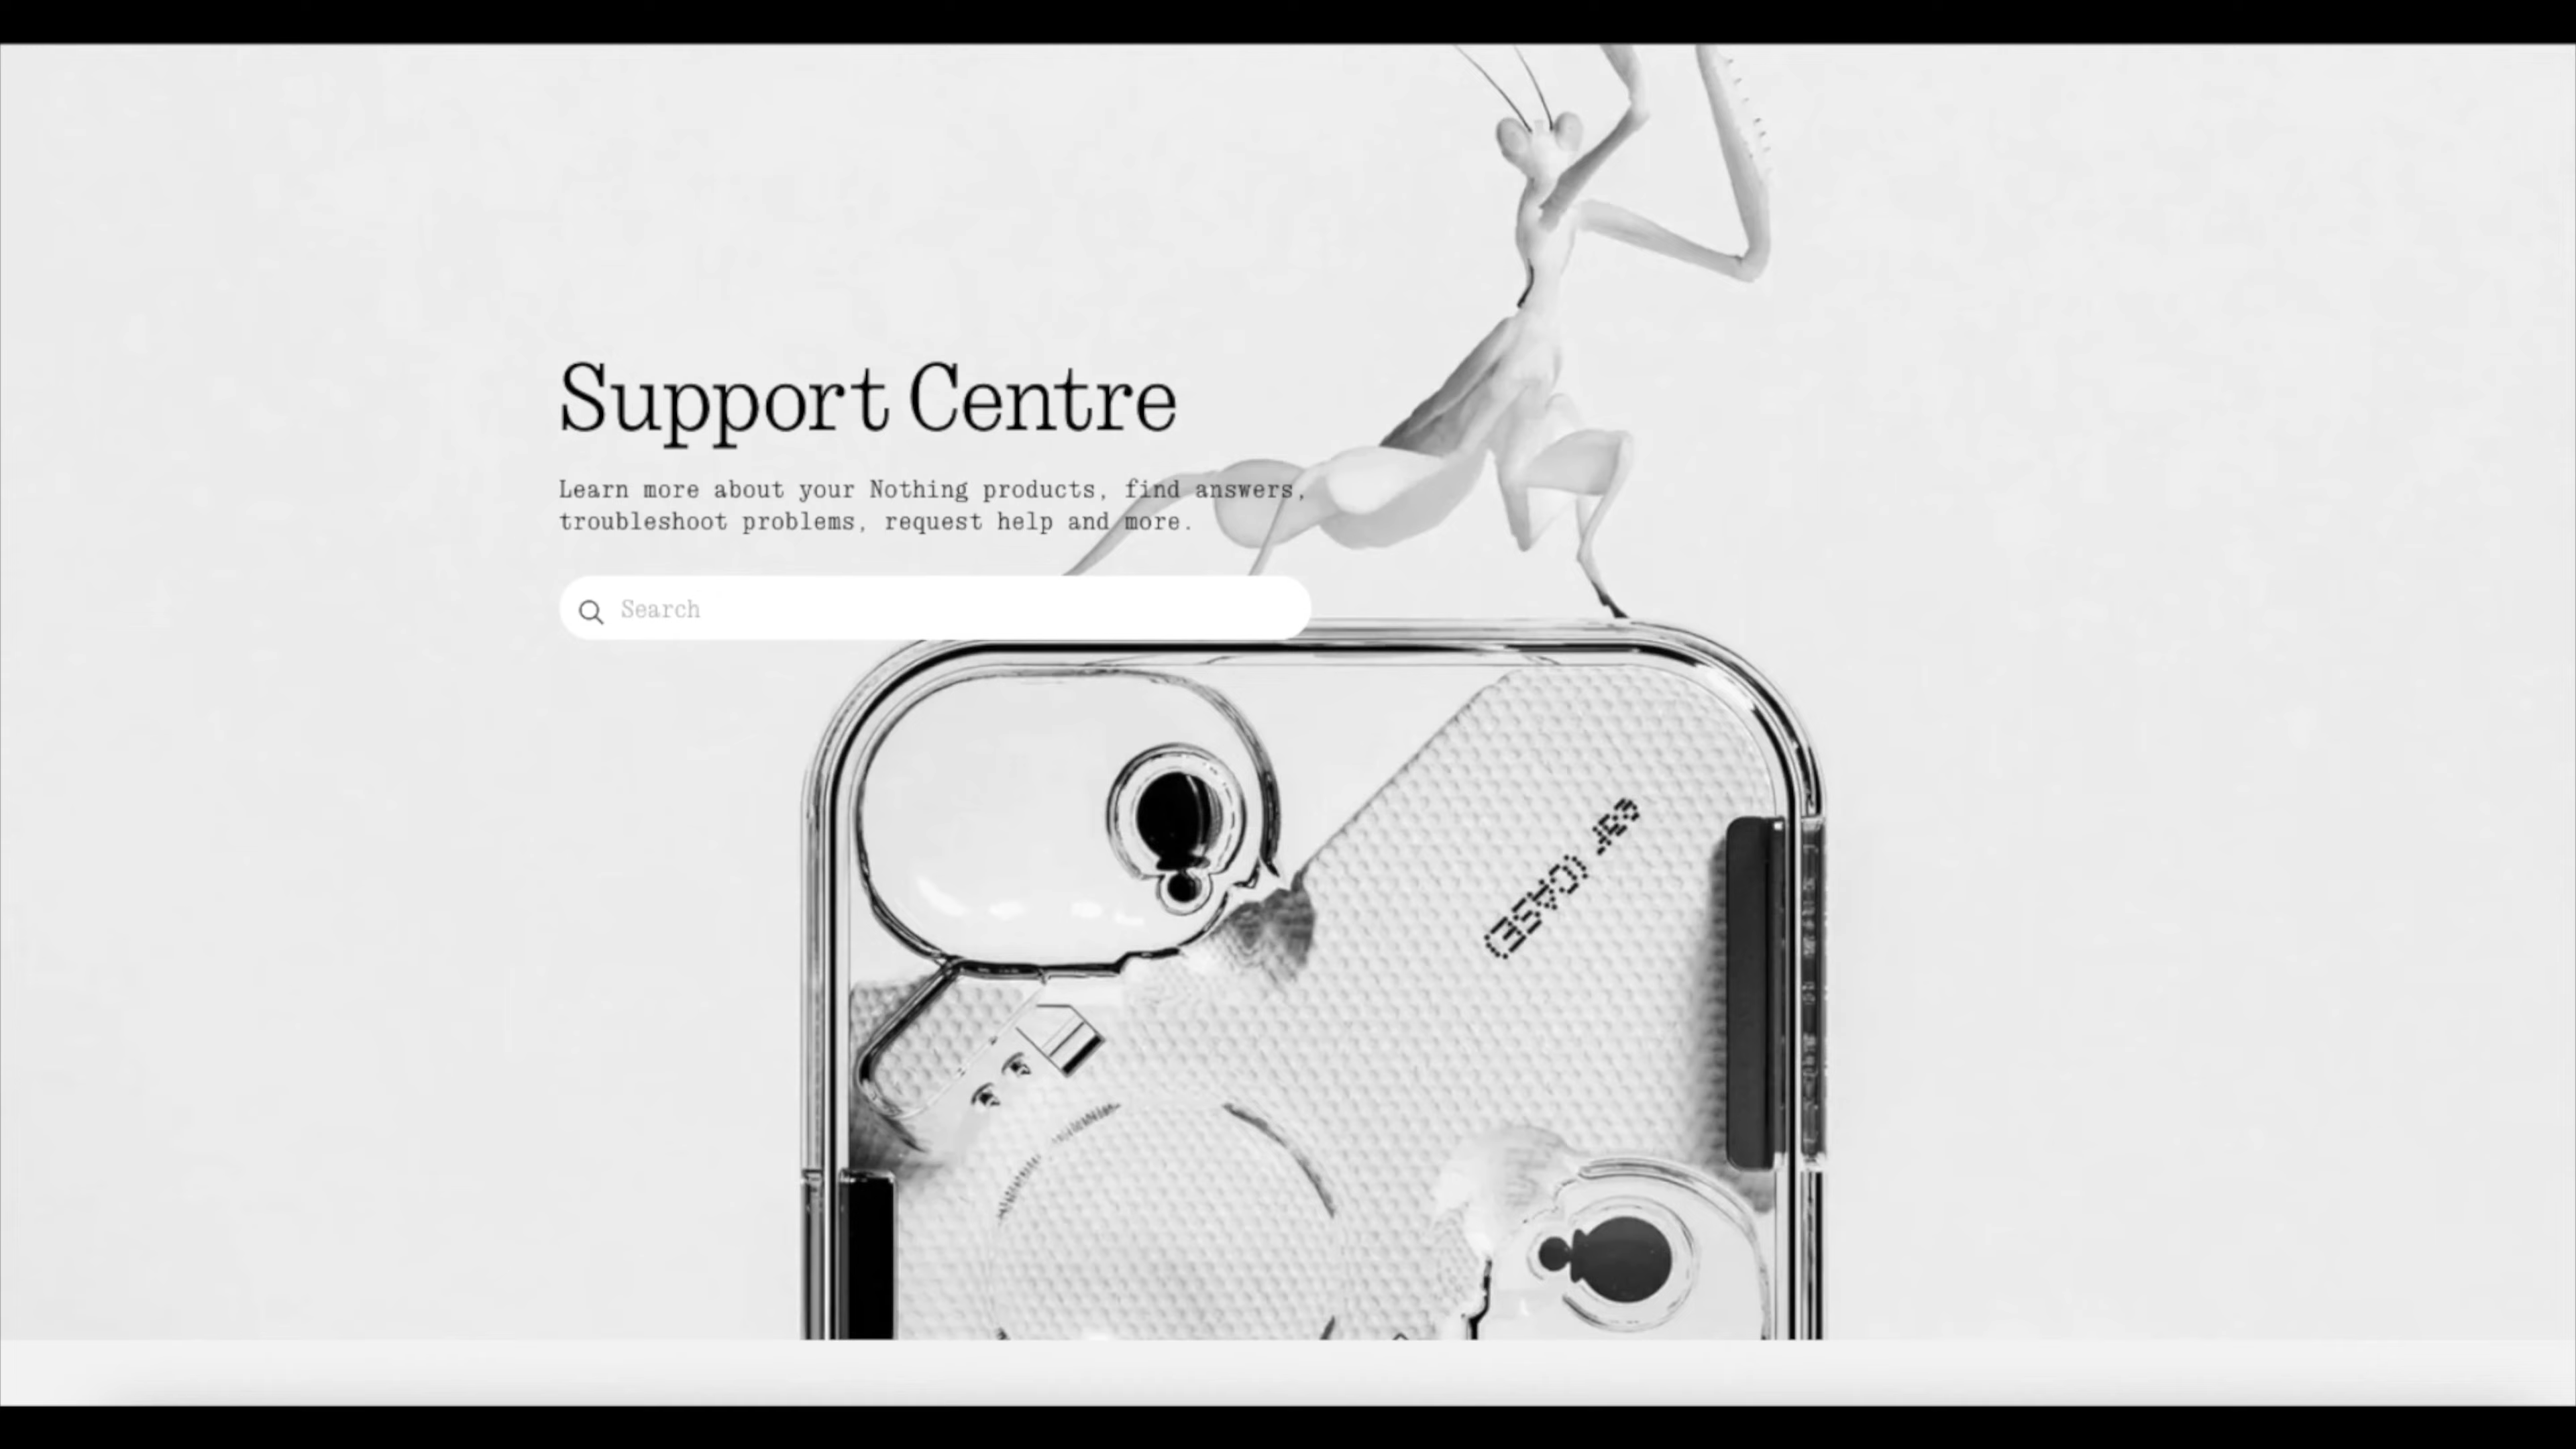 Support Centre
Learn more about your Nothing products, find answers,
troubleshoot problems, request help and more.
Search